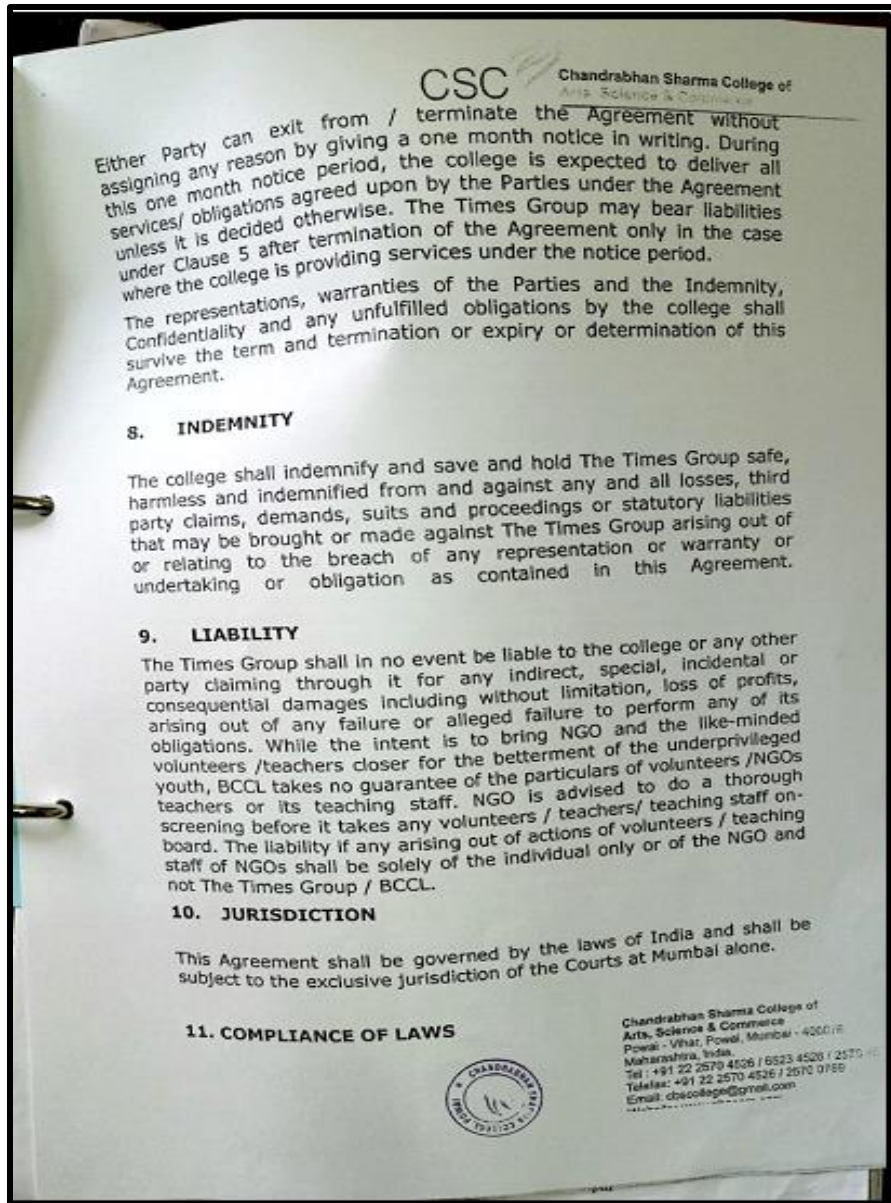 CSC
Chandrabhan Sharma College of
Arts, Science & Commerce
Either Party can exit from / terminate the Agreement without
assigning any reason by giving a one month notice in writing. During
this one month notice period, the college is expected to deliver all
services/ obligations agreed upon by the Parties under the Agreement
unless it is decided otherwise. The Times Group may bear liabilities
under Clause 5 after termination of the Agreement only in the case
where the college is providing services under the notice period.
The representations, warranties of the Parties and the Indemnity,
Confidentiality and any unfulfilled obligations by the college shall
survive the term and termination or expiry or determination of this
Agreement.
8. INDEMNITY
The college shall indemnify and save and hold The Times Group safe,
harmless and indemnified from and against any and all losses, third
party claims, demands, suits and proceedings or statutory liabilities
that may be brought or made against The Times Group arising out of
or relating to the breach of any representation or warranty or
undertaking or obligation as contained in this Agreement.
9. LIABILITY
The Times Group shall in no event be liable to the college or any other
party claiming through it for any indirect, special, incidental or
consequential damages including without limitation, loss of profits,
arising out of any failure or alleged failure to perform any of its
obligations. While the intent is to bring NGO and the like-minded
volunteers /teachers closer for the betterment of the underprivileged
youth, BCCL takes no guarantee of the particulars of volunteers /NGOs
teachers or its teaching staff. NGO is advised to do a thorough
screening before it takes any volunteers / teachers/ teaching staff on-
board. The liability if any arising out of actions of volunteers / teaching
staff of NGOs shall be solely of the individual only or of the NGO and
not The Times Group / BCCL.
10. JURISDICTION
This Agreement shall be governed by the laws of India and shall be
subject to the exclusive jurisdiction of the Courts at Mumbai alone.
11. COMPLIANCE OF LAWS
Chandrabhan Sharma College of
Arts, Science & Commerce
Powai - Vihar, Powai, Mumbai -
Maharashtra, India.
Tel : +91 22 2570 4526 / 6523 4526 /
Telefax: +91 22 2570 4526 / 2570 0769
Email: cbscollege@gmail.com
CHANDRABHAN